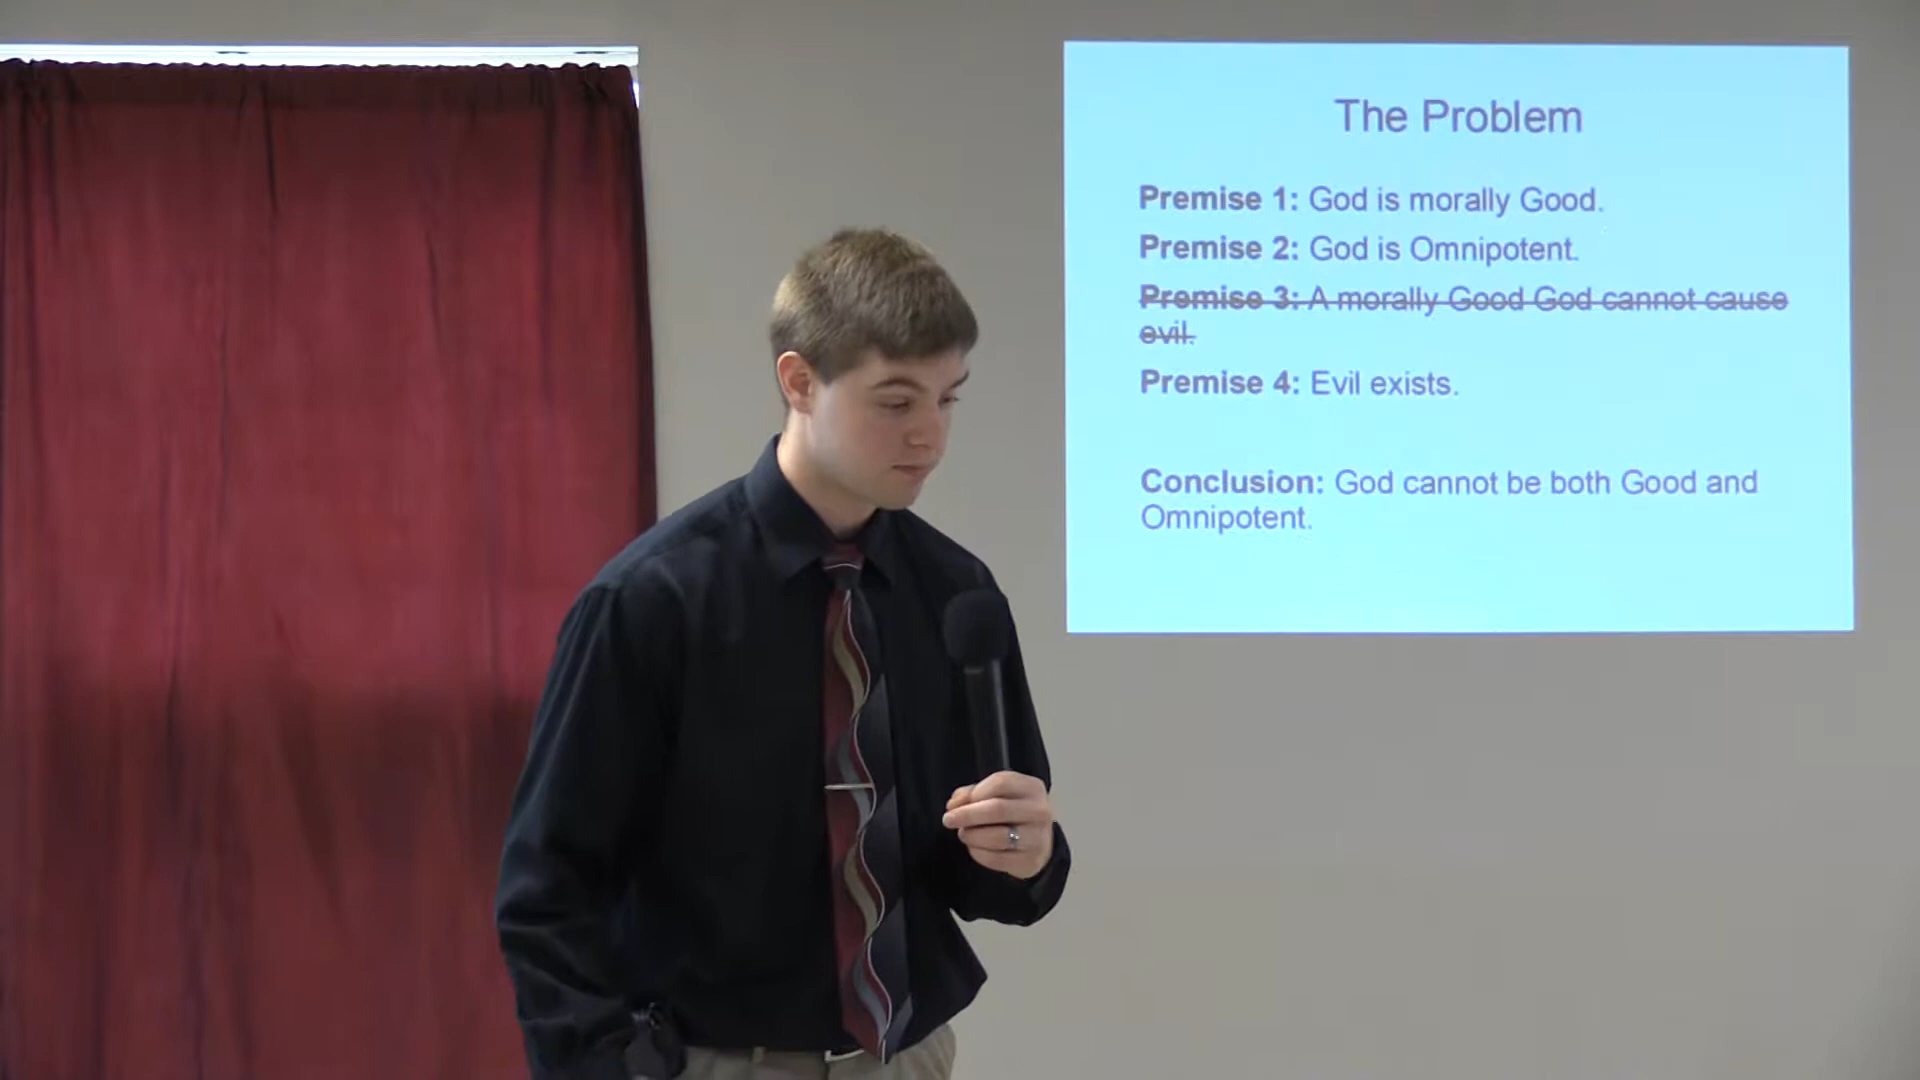 The Problem
Premise 1: God is morally Good.
Premise 2: God is Omnipotent.
Premise 3: A morally Good God cannot cause
evil.
Premise 4: Evil exists.
Conclusion: God cannot be both Good and
Omnipotent.